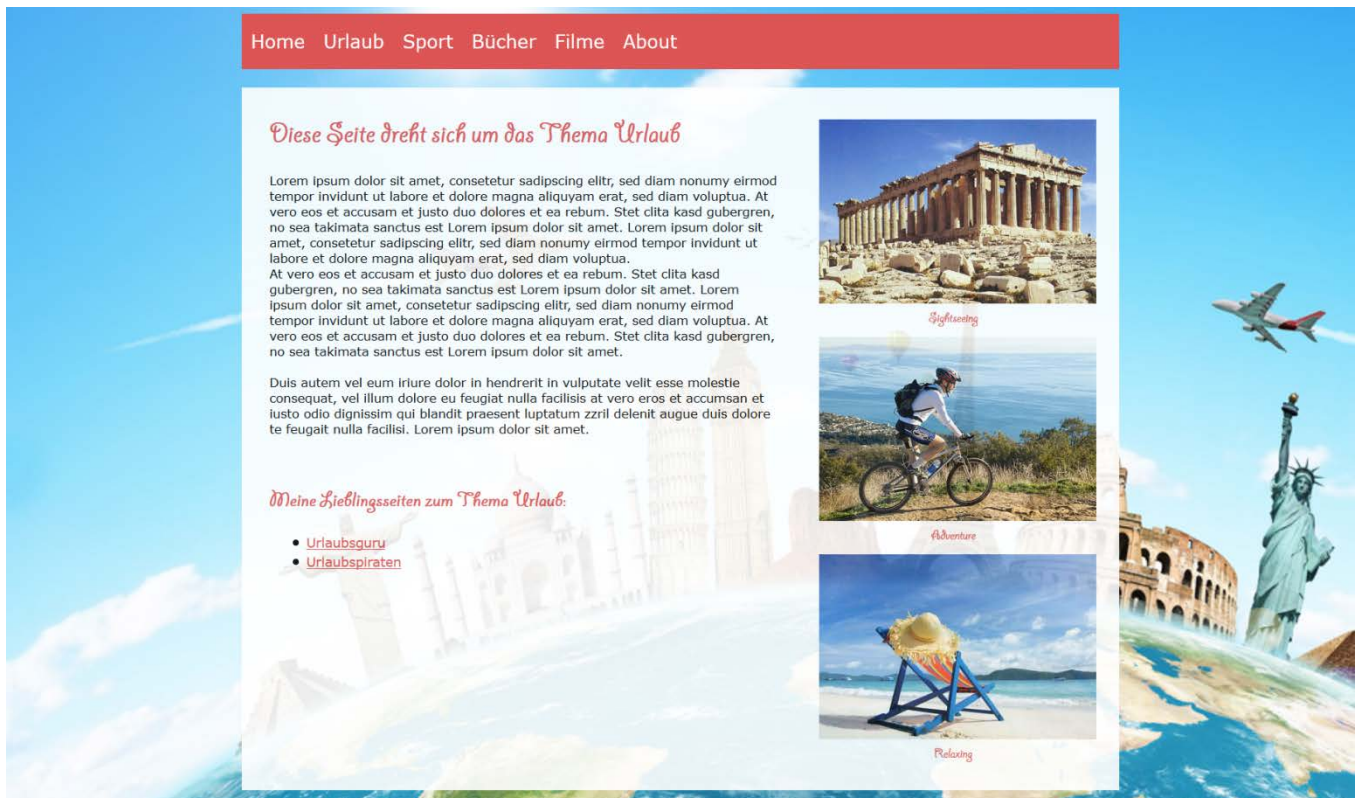 Home Urlaub Sport Bücher Filme About
Diese Seite dreht sich um das Thema Urlaub
Lorem ipsum dolor sit amet, consetetur sadipscing elitr, sed diam nonumy eirmod
tempor invidunt ut labore et dolore magna aliquyam erat, sed diam voluptua. At
vero eos et accusam et justo duo dolores et ea rebum. Stet clita kasd gubergren,
no sea takimata sanctus est Lorem ipsum dolor sit amet. Lorem ipsum dolor sit
amet, consetetur sadipscing elitr, sed diam nonumy eirmod tempor invidunt ut
labore et dolore magna aliquyam erat, sed diam voluptua.
At vero eos et accusam et justo duo dolores et ea rebum. Stet clita kasd
gubergren, no sea takimata sanctus est Lorem ipsum dolor sit amet. Lorem
ipsum dolor sit amet, consetetur sadipscing elitr, sed diam nonumy eirmod
tempor invidunt ut labore et dolore magna aliquyam erat, sed diam voluptua. At
vero eos et accusam et justo duo dolores et ea rebum. Stet clita kasd gubergren,
no sea takimata sanctus est Lorem ipsum dolor sit amet.
Duis autem vel eum iriure dolor in hendrerit in vulputate velit esse molestie
consequat, vel illum dolore eu feugiat nulla facilisis at vero eros et accumsan et
iusto odio dignissim qui blandit praesent luptatum zzril delenit augue duis dolore
te feugait nulla facilisi. Lorem ipsum dolor sit amet.
Meine Lieblingsseiten zum Thema Urlaub:
Urlaubsguru
Urlaubspiraten
Sightseeing
Adventure
Relaxing